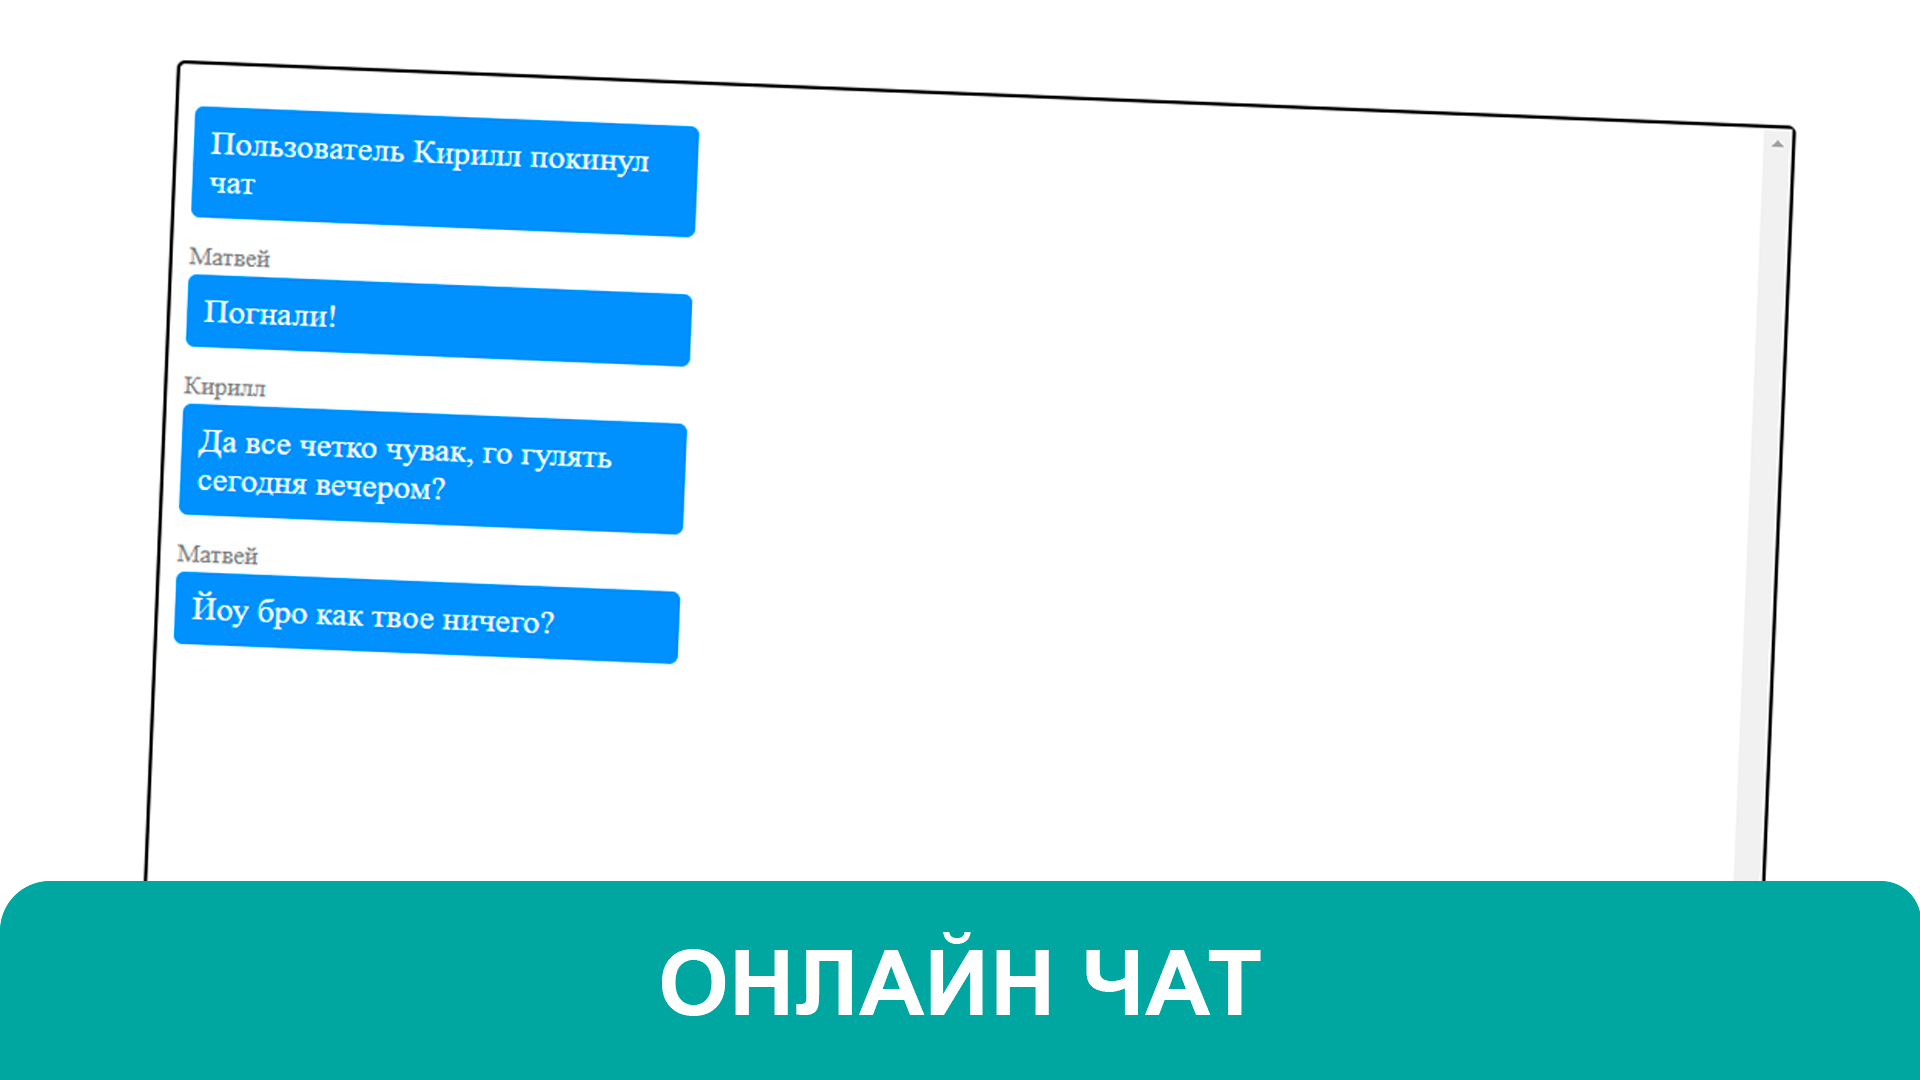 Пользователь Кирилл покинул
чат
Матвей
Погнали!
Кирилл
Да все четко чувак, го гулять
сегодня вечером?
Матвей
Йоу бро как твое ничего?
ОНЛАЙН ЧАТ